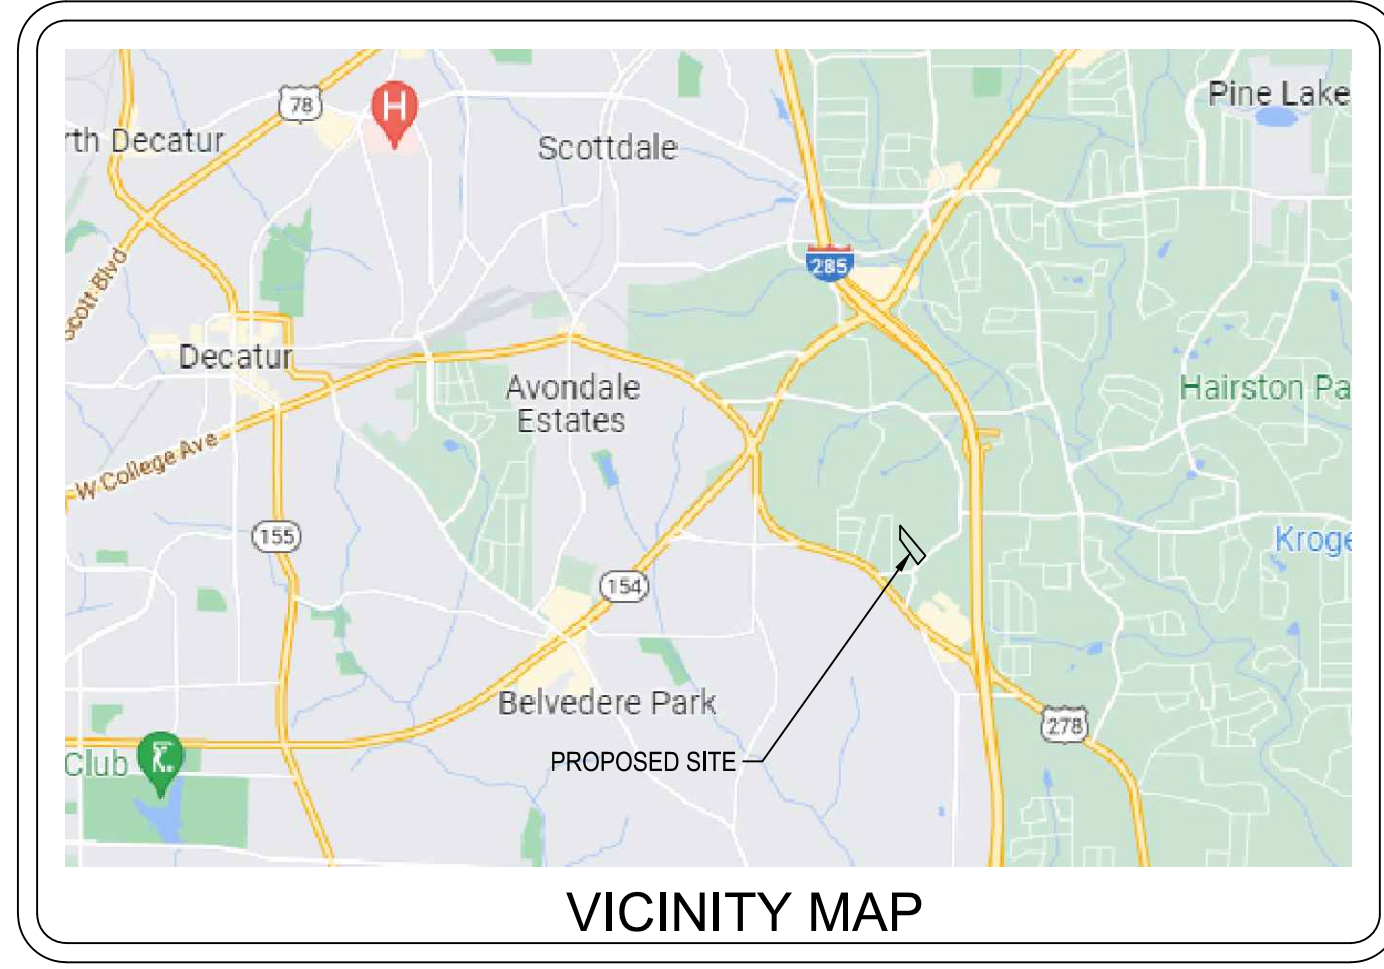 78
H
Pine Lake
rth Decatur
Scottdale
Scott Blvd
285
Decatur
Avondale
Estates
Hairston Pa
W College Ave
155
Kroge
154
Belvedere Park
278
Club
PROPOSED SITE
VICINITY MAP